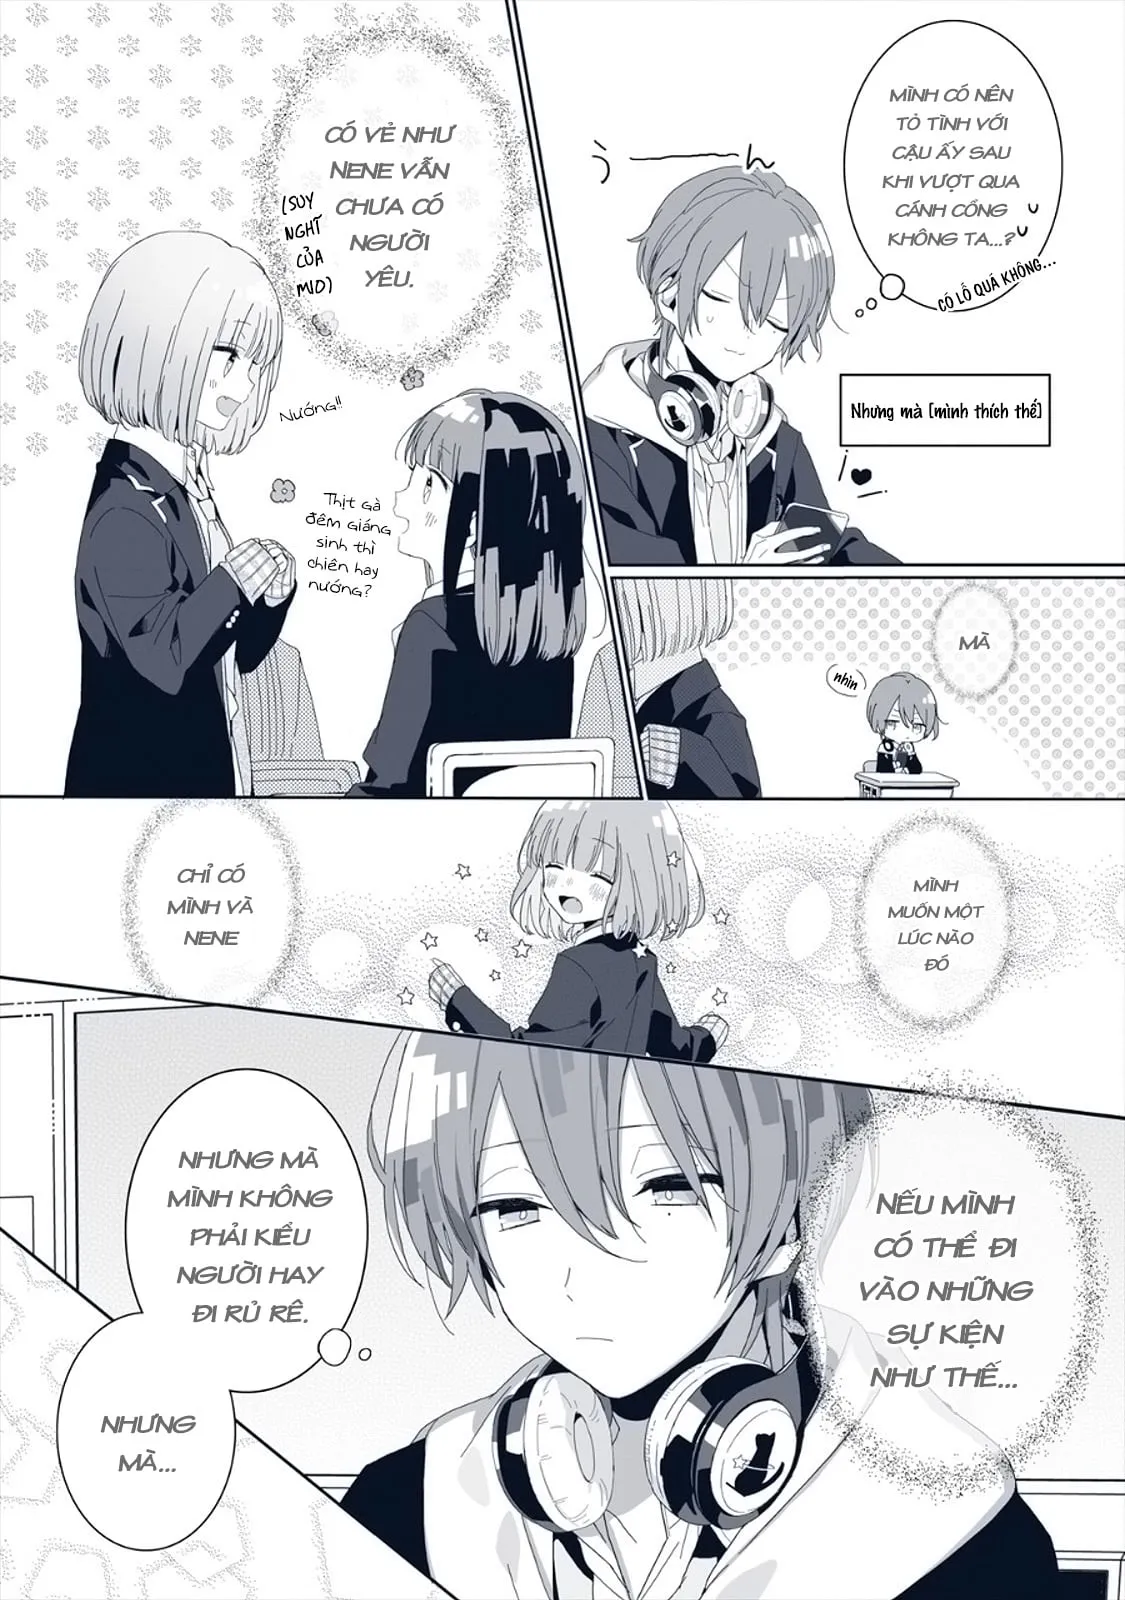 MÌNH CÓ NÊN
TỎ TÌNH VỚI
CẬU ẤY SAU
KHI VƯỢT QUA
CÁNH CỔNG
KHÔNG TA...?
CÓ LỐ QUÁ KHÔNG...
う ー ん
Nhưng mà [mình thích thế]
CÓ VẺ NHƯ
NENE VẪN
CHƯA CÓ
NGƯỜI
YÊU.
(SUY
NGHĨ
CỦA
MIO)
Nướng!!
Thịt gà
đêm giáng
sinh thì
chiên hay
nướng?
MÀ
nhìn
MÌNH
MUỐN MỘT
LÚC NÀO
ĐÓ
CHỈ CÓ
MÌNH VÀ
NENE
NẾU MÌNH
CÓ THỂ ĐI
VÀO NHỮNG
SỰ KIỆN
NHƯ THẾ...
NHƯNG MÀ
MÌNH KHÔNG
PHẢI KIỂU
NGƯỜI HAY
ĐI RỦ RÊ.
NHƯNG
MÀ...